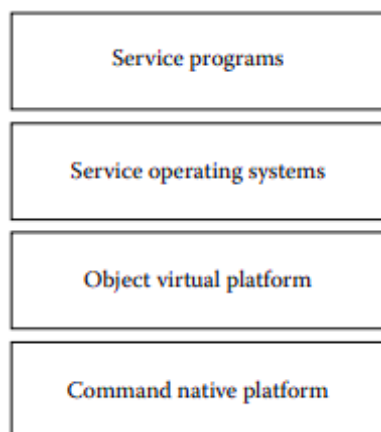 Service programs
Service operating systems
Object virtual platform
Command native platform